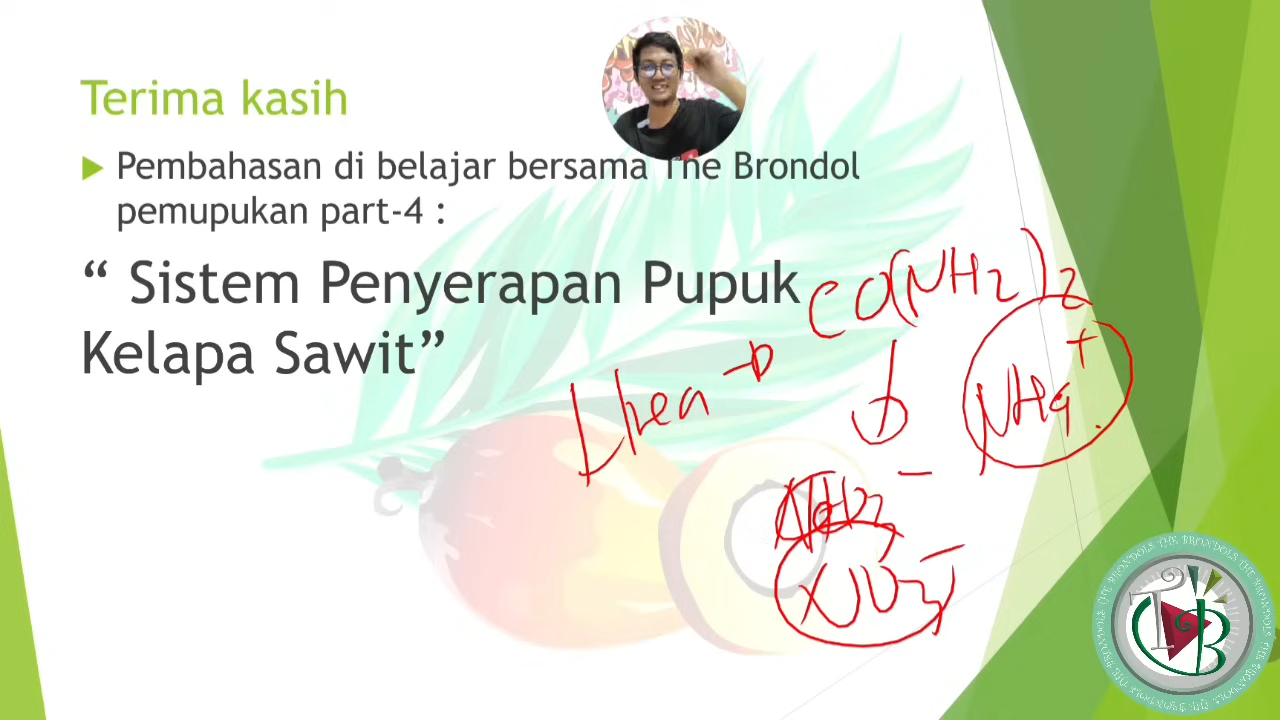 Terima kasih
Pembahasan di belajar bersama The Brondol
pemupukan part-4 :
“ Sistem Penyerapan Pupuk
Kelapa Sawit”
Urea → CO(NH2)2
NH4+
NO3-